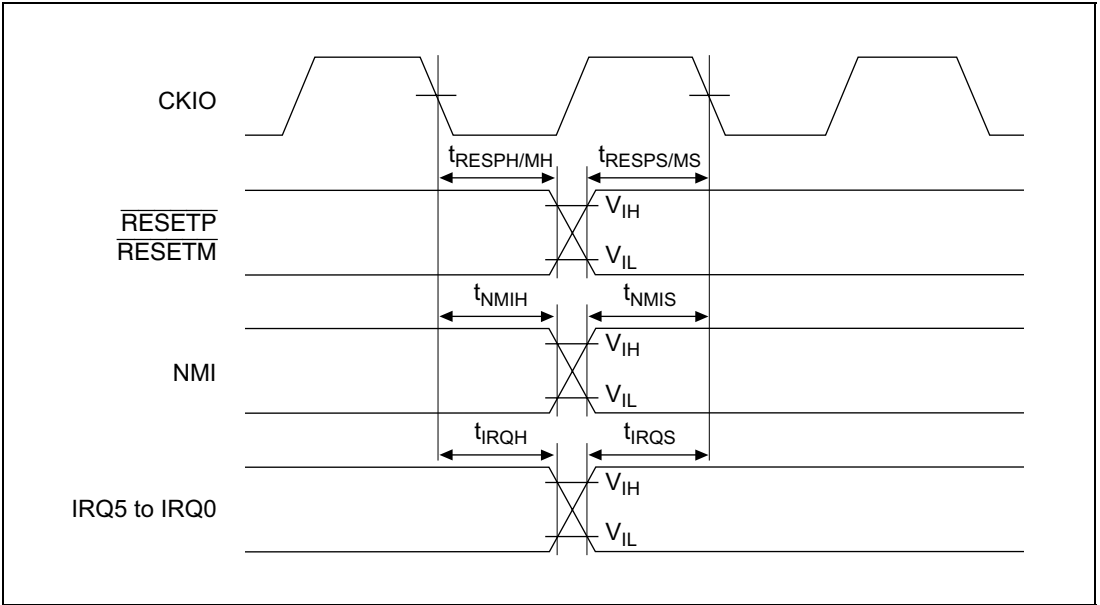 CKIO
tRESPH/MH tRESPS/MS
RESETP
RESETM
VIH
VIL
tNMIH tNMIS
NMI
VIH
VIL
tIRQH tIRQS
IRQ5 to IRQ0
VIH
VIL